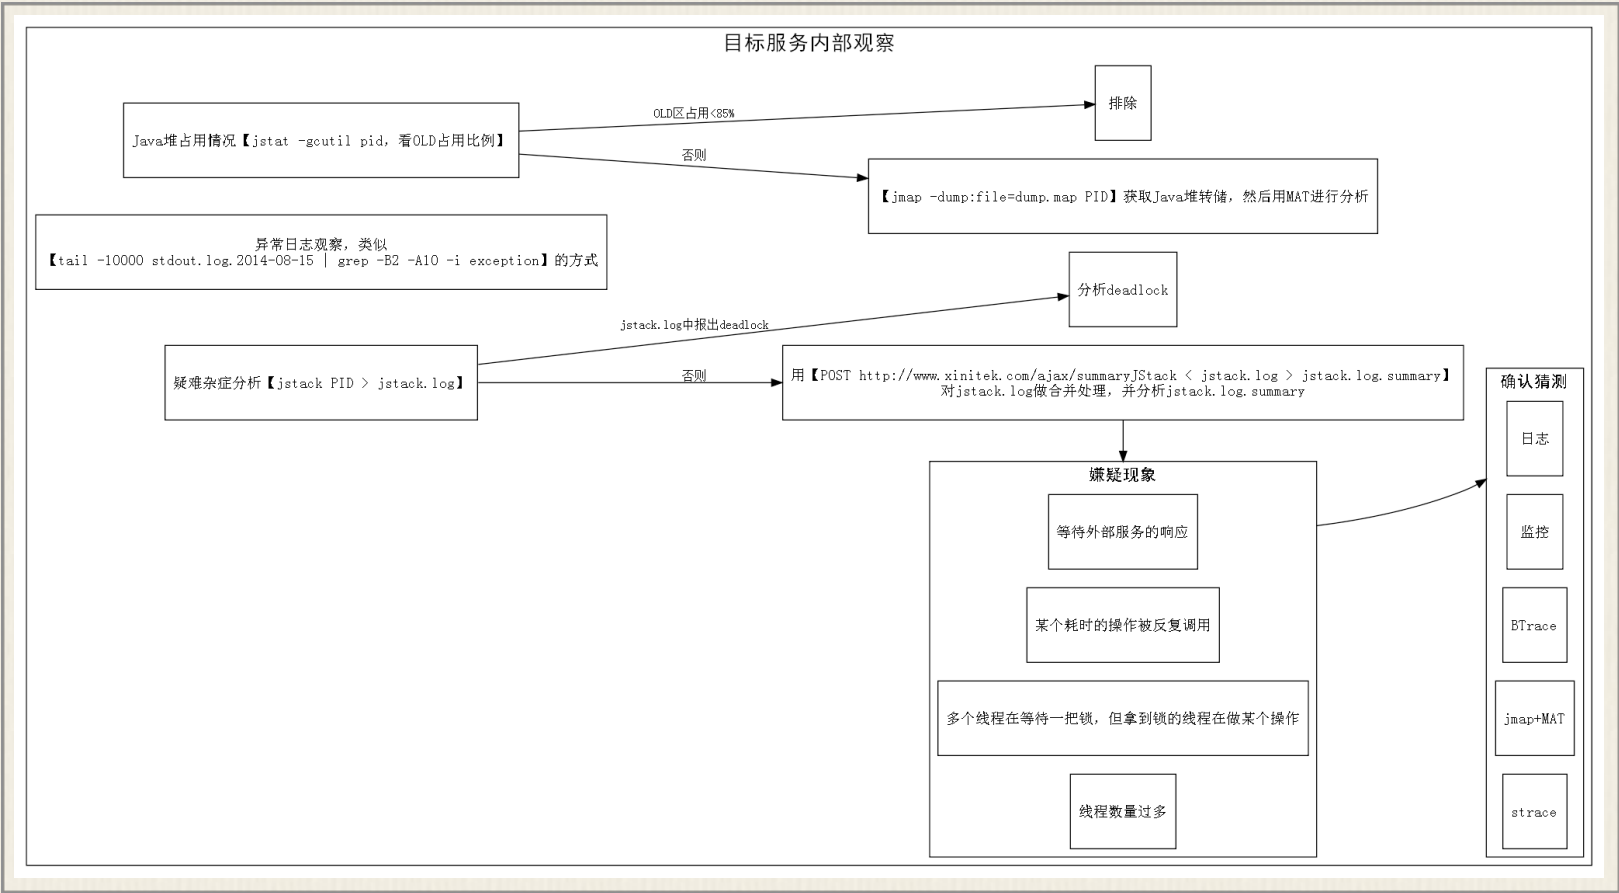 目标服务内部观察
排除
OLD区占用<85%
Java堆占用情况【jstat -gcutil pid，看OLD占用比例】
否则
【jmap -dump:file=dump.map PID】获取Java堆转储，然后用MAT进行分析
异常日志观察，类似
【tail -10000 stdout.log.2014-08-15 | grep -B2 -A10 -i exception】的方式
分析deadlock
jstack.log中报出deadlock
疑难杂症分析【jstack PID > jstack.log】
否则
用【POST http://www.xinitek.com/ajax/summaryJStack < jstack.log > jstack.log.summary】
对jstack.log做合并处理，并分析jstack.log.summary
嫌疑现象
等待外部服务的响应
某个耗时的操作被反复调用
多个线程在等待一把锁，但拿到锁的线程在做某个操作
线程数量过多
确认猜测
日志
监控
BTrace
jmap+MAT
strace